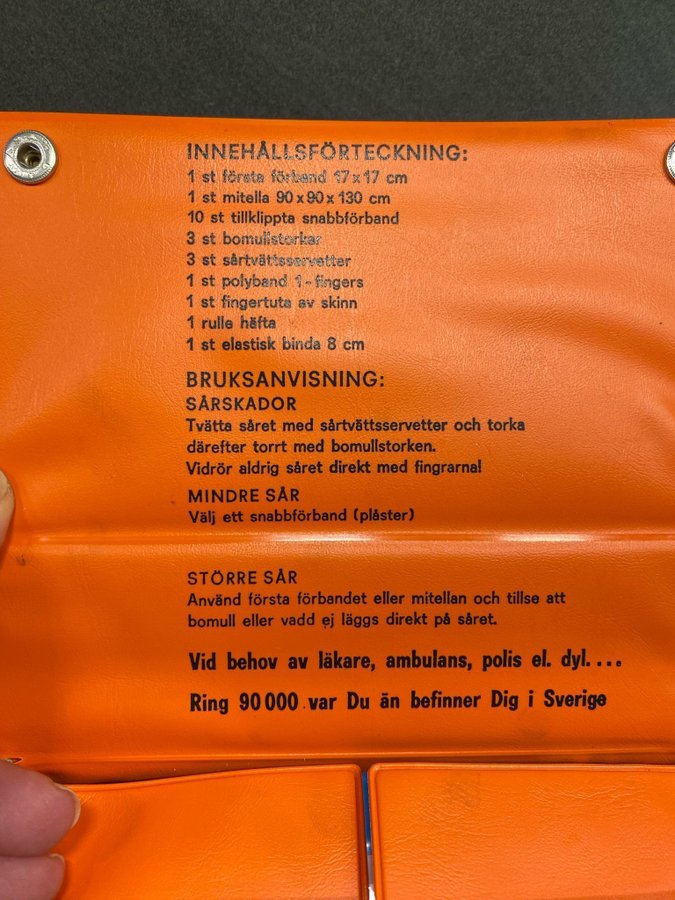 INNEHÅLLSFÖRTECKNING:
1 st första förband 17x17 cm
1 st mitella 90x90x130 cm
10 st tillklippta snabbförband
3 st bomullstorkar
3 st sårtvättsservetter
1 st polyband 1-fingers
1 st fingertuta av skinn
1 rulle häfta
1 st elastisk binda 8 cm
BRUKSANVISNING:
SÅRSKADOR
Tvätta såret med sårtvättsservetter och torka
därefter torrt med bomullstorken.
Vidrör aldrig såret direkt med fingrarna!
MINDRE SÅR
Välj ett snabbförband (plåster)
STÖRRE SÅR
Använd första förbandet eller mitellan och tillse att
bomull eller vadd ej läggs direkt på såret.
Vid behov av läkare, ambulans, polis el. dyl....
Ring 90 000 var Du än befinner Dig i Sverige